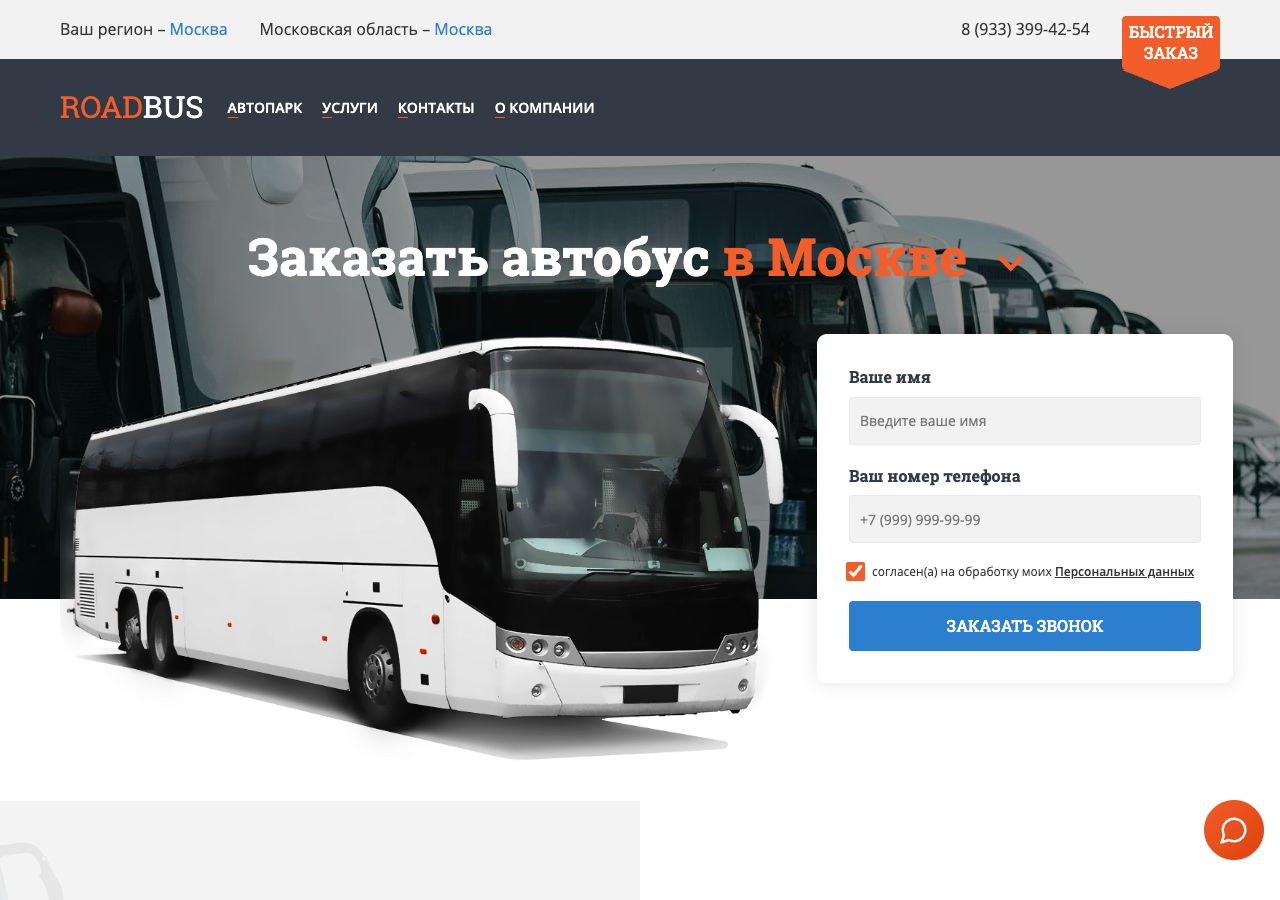 Ваш регион – Москва
Московская область – Москва
8 (933) 399-42-54
БЫСТРЫЙ
ЗАКАЗ
ROADBUS
АВТОПАРК
УСЛУГИ
КОНТАКТЫ
О КОМПАНИИ
Заказать автобус в Москве
Ваше имя
Введите ваше имя
Ваш номер телефона
+7 (999) 999-99-99
согласен(а) на обработку моих Персональных данных
ЗАКАЗАТЬ ЗВОНОК